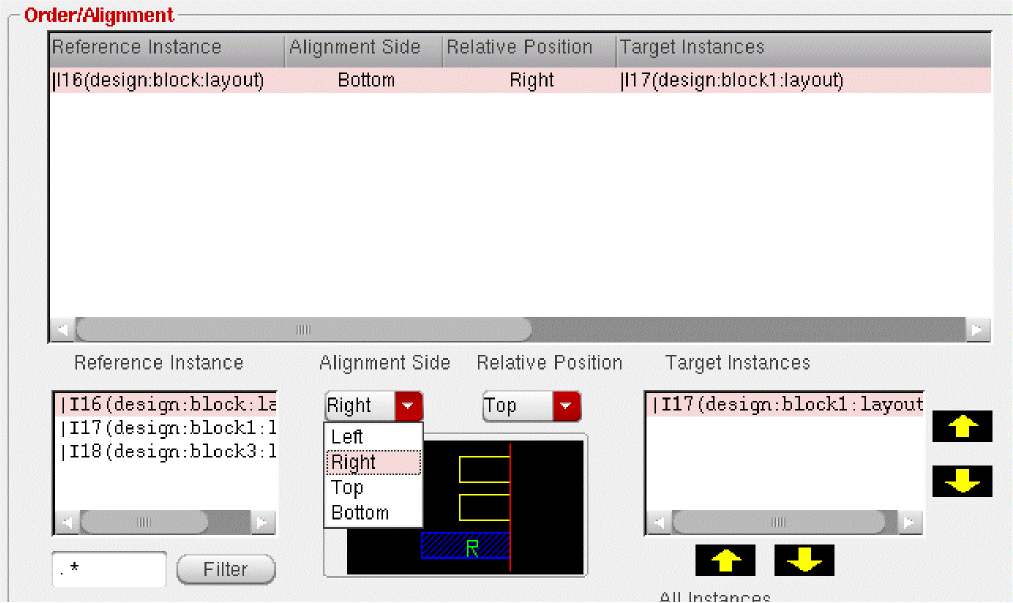 Order/Alignment
Reference Instance Alignment Side Relative Position Target Instances
|I16(design:block:layout) Bottom Right |I17(design:block1:layout)
Reference Instance Alignment Side Relative Position Target Instances
|I16(design:block:la Right Top |I17(design:block1:layout
|I17(design:block1:l Left
|I18(design:block3:l Right
Top
Bottom
R
.* Filter
All Instances